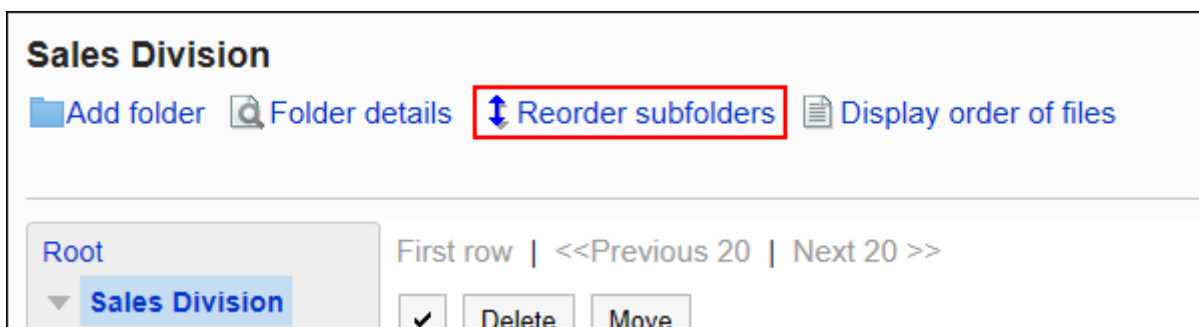 Sales Division
Add folder Folder details Reorder subfolders Display order of files
Root
First row | <<Previous 20 | Next 20 >>
Sales Division
Delete Move